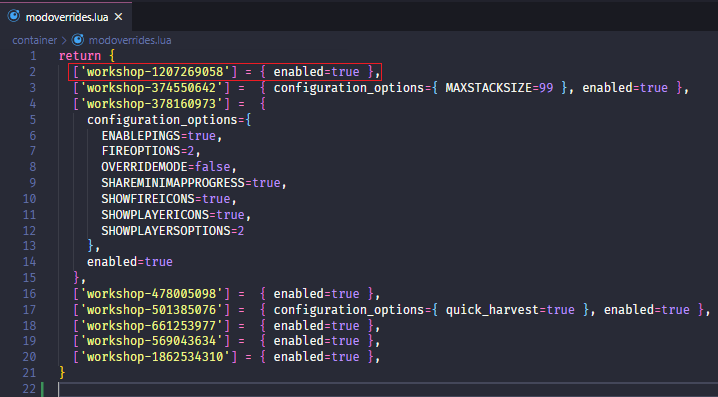 modoverrides.lua ×
container > modoverrides.lua
1 return {
2 ['workshop-1207269058'] = { enabled=true },
3 ['workshop-374550642'] =  { configuration_options={ MAXSTACKSIZE=99 }, enabled=true },
4 ['workshop-378160973'] =  {
5 configuration_options={
6 ENABLEPINGS=true,
7 FIREOPTIONS=2,
8 OVERRIDEMODE=false,
9 SHAREMINIMAPPROGRESS=true,
10 SHOWFIREICONS=true,
11 SHOWPLAYERICONS=true,
12 SHOWPLAYERSOPTIONS=2
13 },
14 enabled=true
15 },
16 ['workshop-478005098'] =  { enabled=true },
17 ['workshop-501385076'] =  { configuration_options={ quick_harvest=true }, enabled=true },
18 ['workshop-661253977'] =  { enabled=true },
19 ['workshop-569043634'] =  { enabled=true },
20 ['workshop-1862534310'] = { enabled=true },
21 }
22